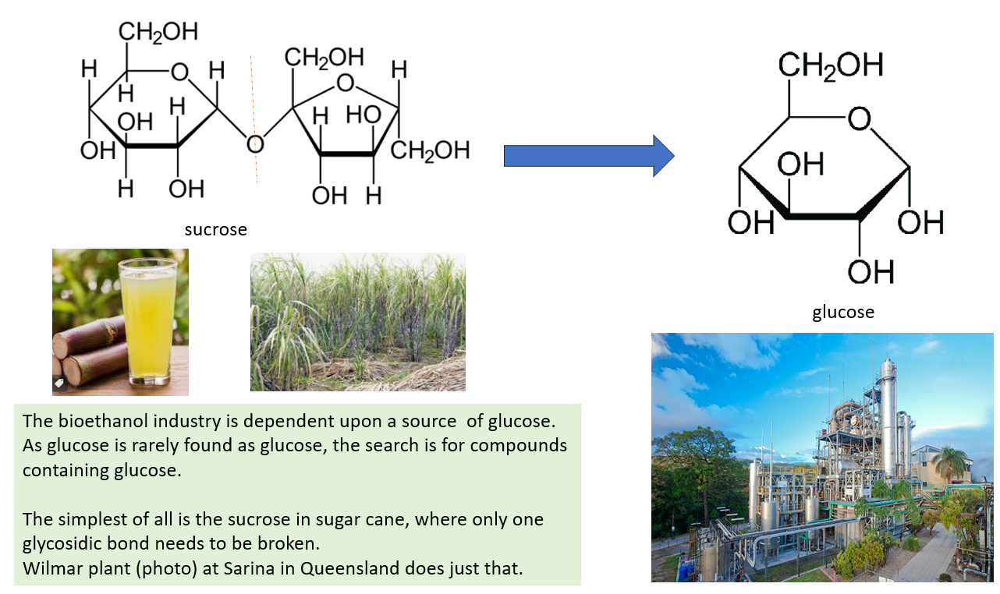 CH2OH
H
O
H
H
H
OH
OH
H
OH
O
CH2OH
O
H
H
HO
CH2OH
OH
H
sucrose
CH2OH
O
OH
OH
OH
OH
glucose
The bioethanol industry is dependent upon a source of glucose.
As glucose is rarely found as glucose, the search is for compounds
containing glucose.
The simplest of all is the sucrose in sugar cane, where only one
glycosidic bond needs to be broken.
Wilmar plant (photo) at Sarina in Queensland does just that.